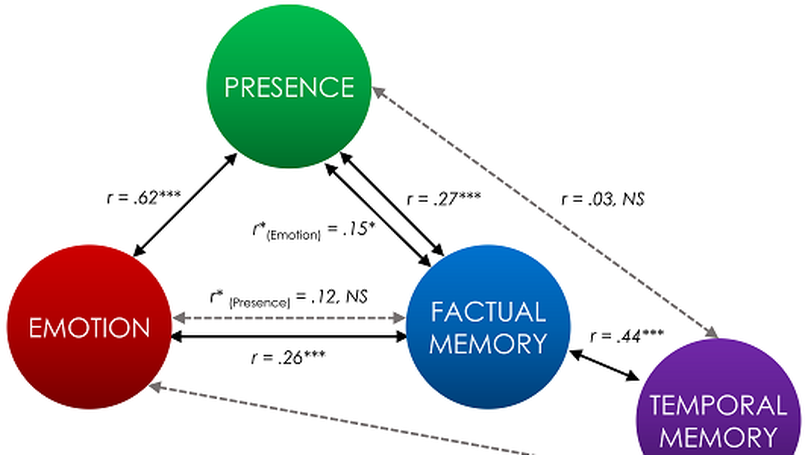 PRESENCE
r = .62***
r = .27***
r = .03, NS
r*(Emotion) = .15*
r* (Presence) = .12, NS
EMOTION
FACTUAL
MEMORY
r = .44***
r = .26***
TEMPORAL
MEMORY